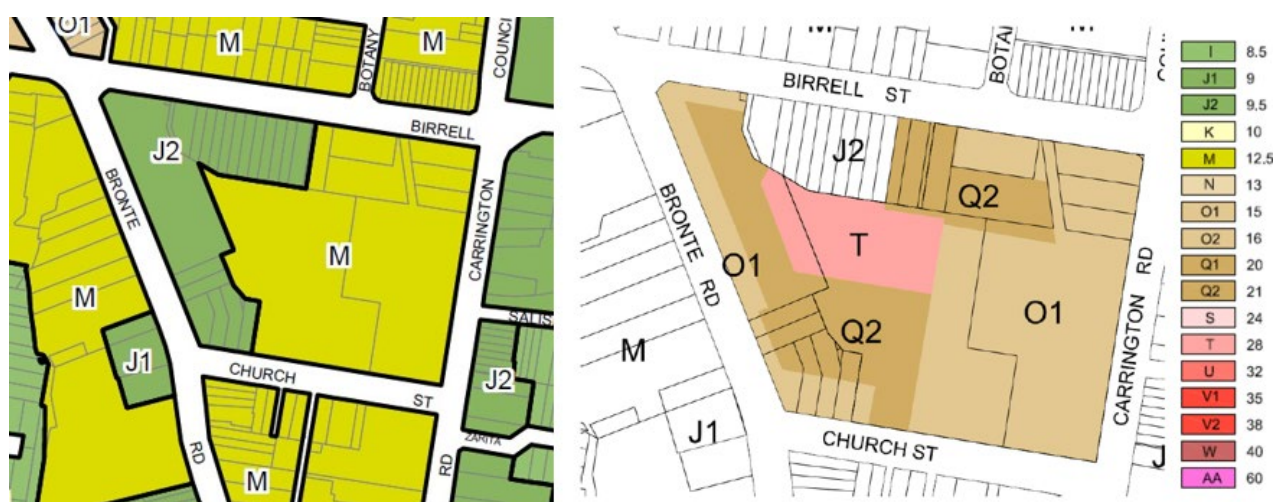 O1
M
BOTANY
M
COUNCI
BIRRELL
J2
BRONTE
CARRINGTON
M
M
J1
SALIS
CHURCH
ST
J2
ZARITA
RD
M
RD
M
BOTA
M
BIRRELL ST
J2
Q2
BRONTE RD
T
O1
O1
CARRINGTON RD
M
Q2
J1
CHURCH ST
J
I 8.5
J1 9
J2 9.5
K 10
M 12.5
N 13
O1 15
O2 16
Q1 20
Q2 21
S 24
T 28
U 32
V1 35
V2 38
W 40
AA 60